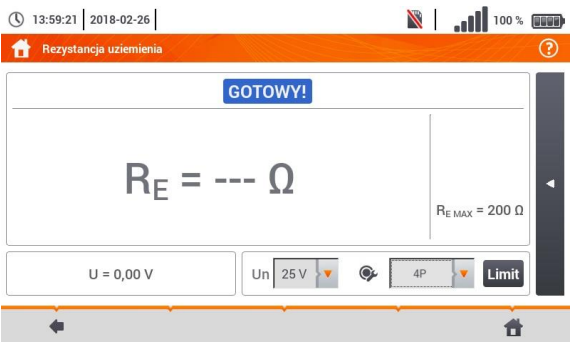 13:59:21 2018-02-26 100 %
Rezystancja uziemienia ?
GOTOWY!
RE = --- Ω
RE MAX = 200 Ω
U = 0,00 V Un 25 V 4P Limit